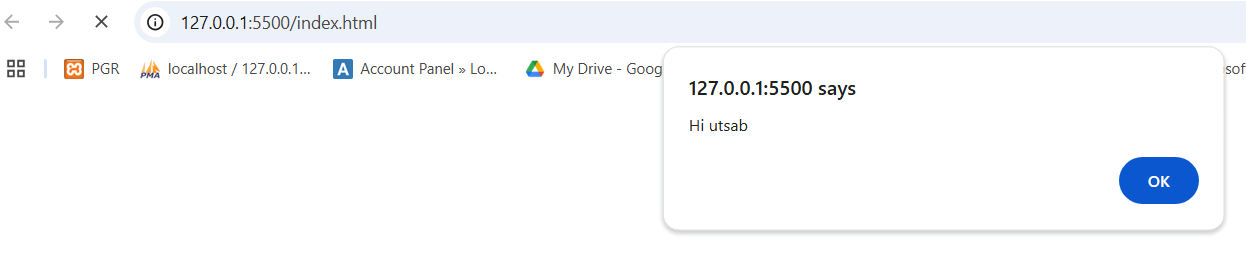 127.0.0.1:5500/index.html
PGR
PMA
localhost / 127.0.0.1...
A
Account Panel » Lo...
My Drive - Goog
sof
127.0.0.1:5500 says
Hi utsab
OK